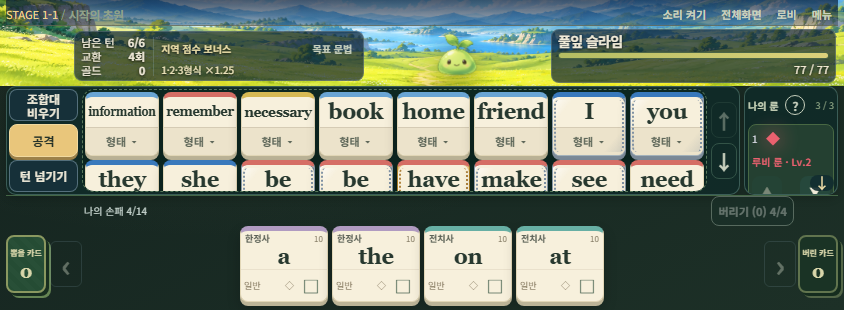 STAGE 1-1 / 시작의 초원
소리 켜기 전체화면 로비 메뉴
남은 턴 6/6
교환 4회
골드 0
지역 점수 보너스
1·2·3형식 ×1.25
목표 문법
풀잎 슬라임
77 / 77
조합대
비우기
공격
턴 넘기기
information remember necessary book home friend I you
형태 형태 형태 형태 형태 형태 형태 형태
they she be be have make see need
↑
↓
나의 룬 ? 3 / 3
1
루비 룬 · Lv.2
↓
나의 손패 4/14
버리기 (0) 4/4
뽑을 카드
0
한정사 10
a
일반
한정사 10
the
일반
전치사 10
on
일반
전치사 10
at
일반
버린 카드
0